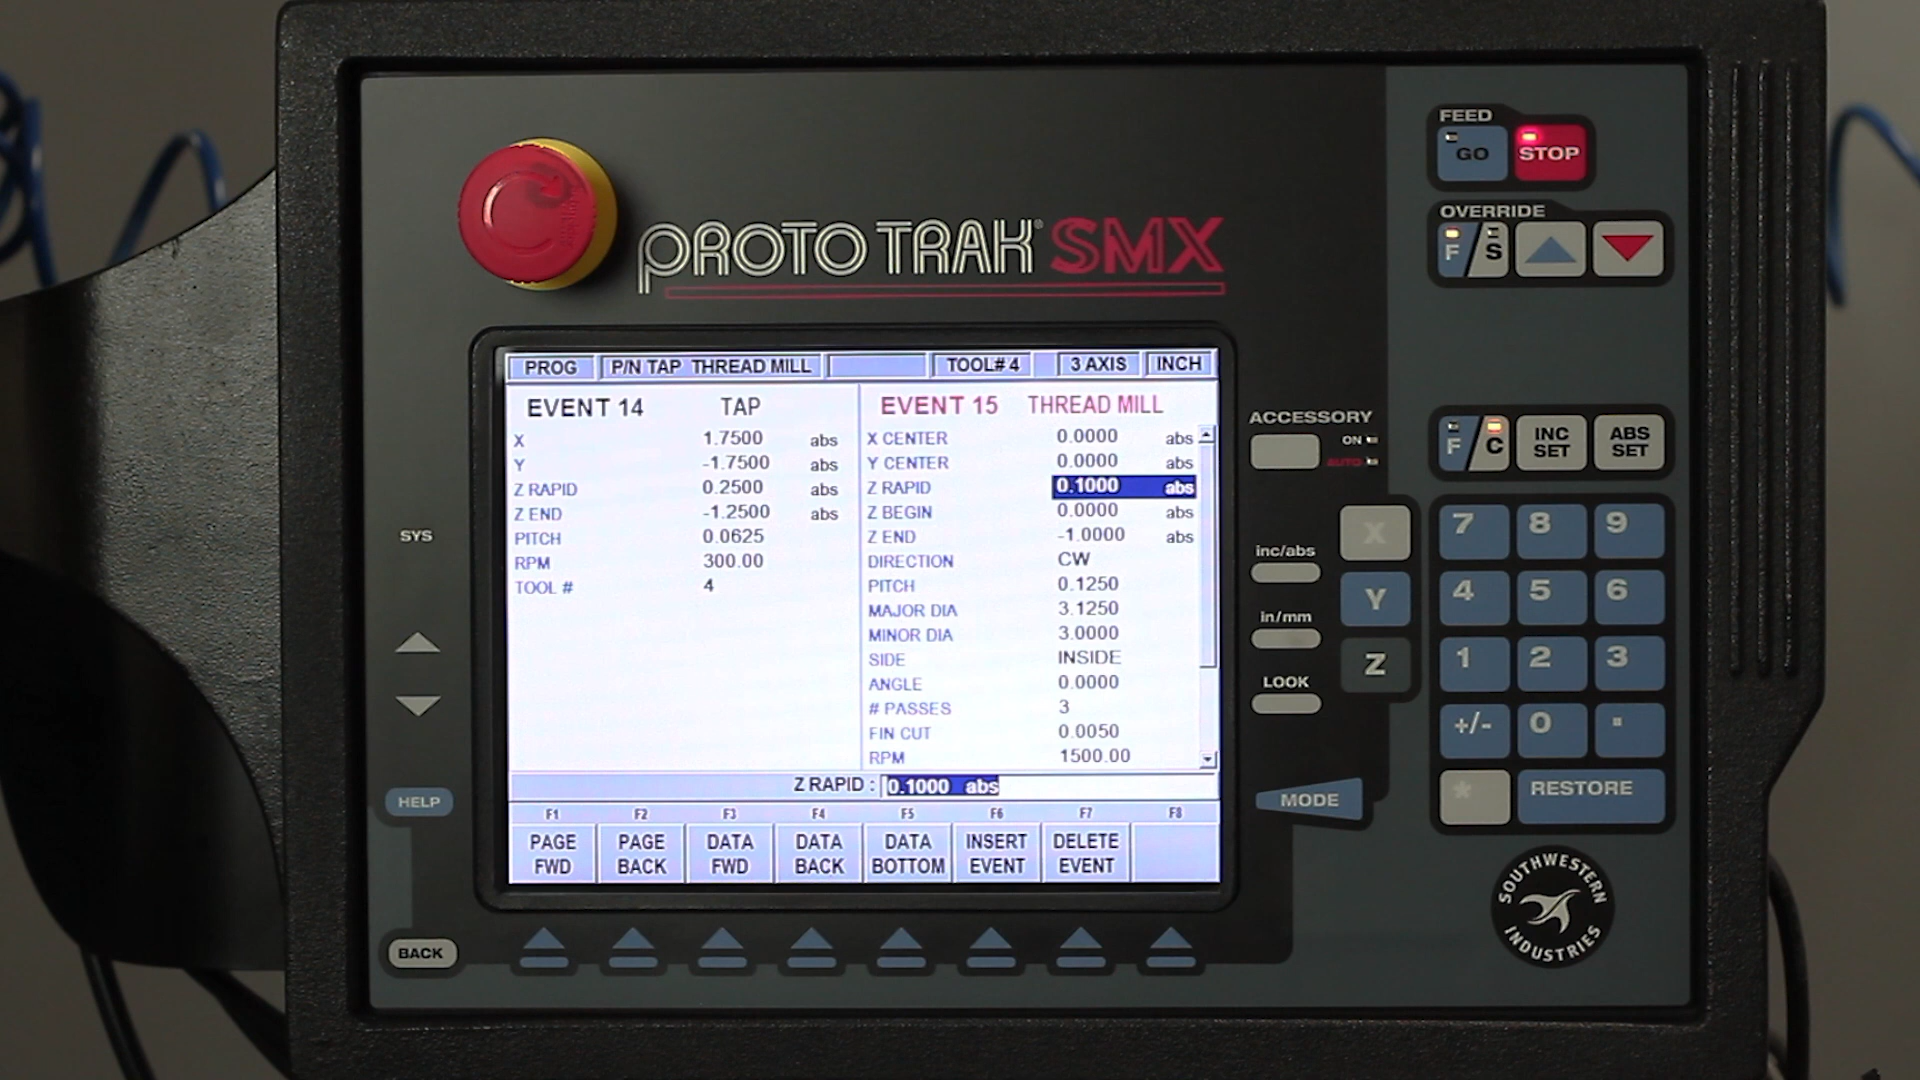 FEED
GO STOP
OVERRIDE
F S
PROTO TRAK® SMX
PROG P/N TAP THREAD MILL TOOL# 4 3 AXIS INCH
EVENT 14 TAP
X 1.7500 abs
Y -1.7500 abs
Z RAPID 0.2500 abs
Z END -1.2500 abs
PITCH 0.0625
RPM 300.00
TOOL # 4
EVENT 15 THREAD MILL
X CENTER 0.0000 abs
Y CENTER 0.0000 abs
Z RAPID 0.1000 abs
Z BEGIN 0.0000 abs
Z END -1.0000 abs
DIRECTION CW
PITCH 0.1250
MAJOR DIA 3.1250
MINOR DIA 3.0000
SIDE INSIDE
ANGLE 0.0000
# PASSES 3
FIN CUT 0.0050
RPM 1500.00
Z RAPID : 0.1000 abs
F1 F2 F3 F4 F5 F6 F7 F8
PAGE FWD
PAGE BACK
DATA FWD
DATA BACK
DATA BOTTOM
INSERT EVENT
DELETE EVENT
SYS
HELP
BACK
ACCESSORY
ON
AUTO
inc/abs
in/mm
LOOK
MODE
X
Y
Z
F C
INC SET
ABS SET
7 8 9
4 5 6
1 2 3
+/- 0 .
* RESTORE
SOUTHWESTERN INDUSTRIES